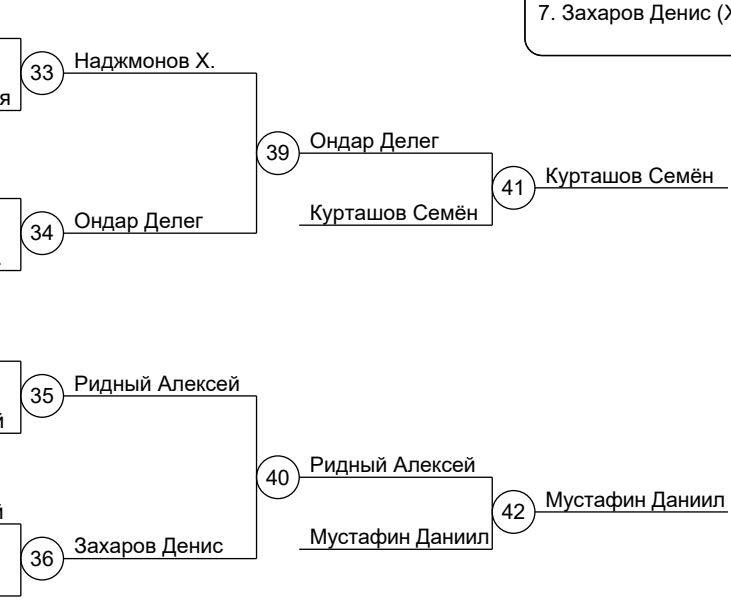 7. Захаров Денис (Х
33
Наджмонов Х.
я
39
Ондар Делег
41
Курташов Семён
Курташов Семён
34
Ондар Делег
35
Ридный Алексей
й
40
Ридный Алексей
42
Мустафин Даниил
Мустафин Даниил
й
36
Захаров Денис